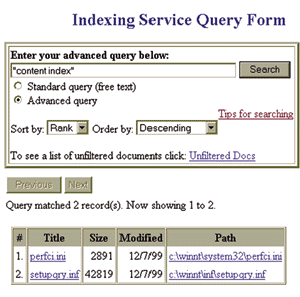 Indexing Service Query Form
Enter your advanced query below:
"content index"
Search
Standard query (free text)
Advanced query
Tips for searching
Sort by: Rank Order by: Descending
To see a list of unfiltered documents click: Unfiltered Docs
Previous Next
Query matched 2 record(s). Now showing 1 to 2.
# Title Size Modified Path
1. perfci.ini 2891 12/7/99 c:\winnt\system32\perfci.ini
2. setupqry.inf 42819 12/7/99 c:\winnt\inf\setupqry.inf